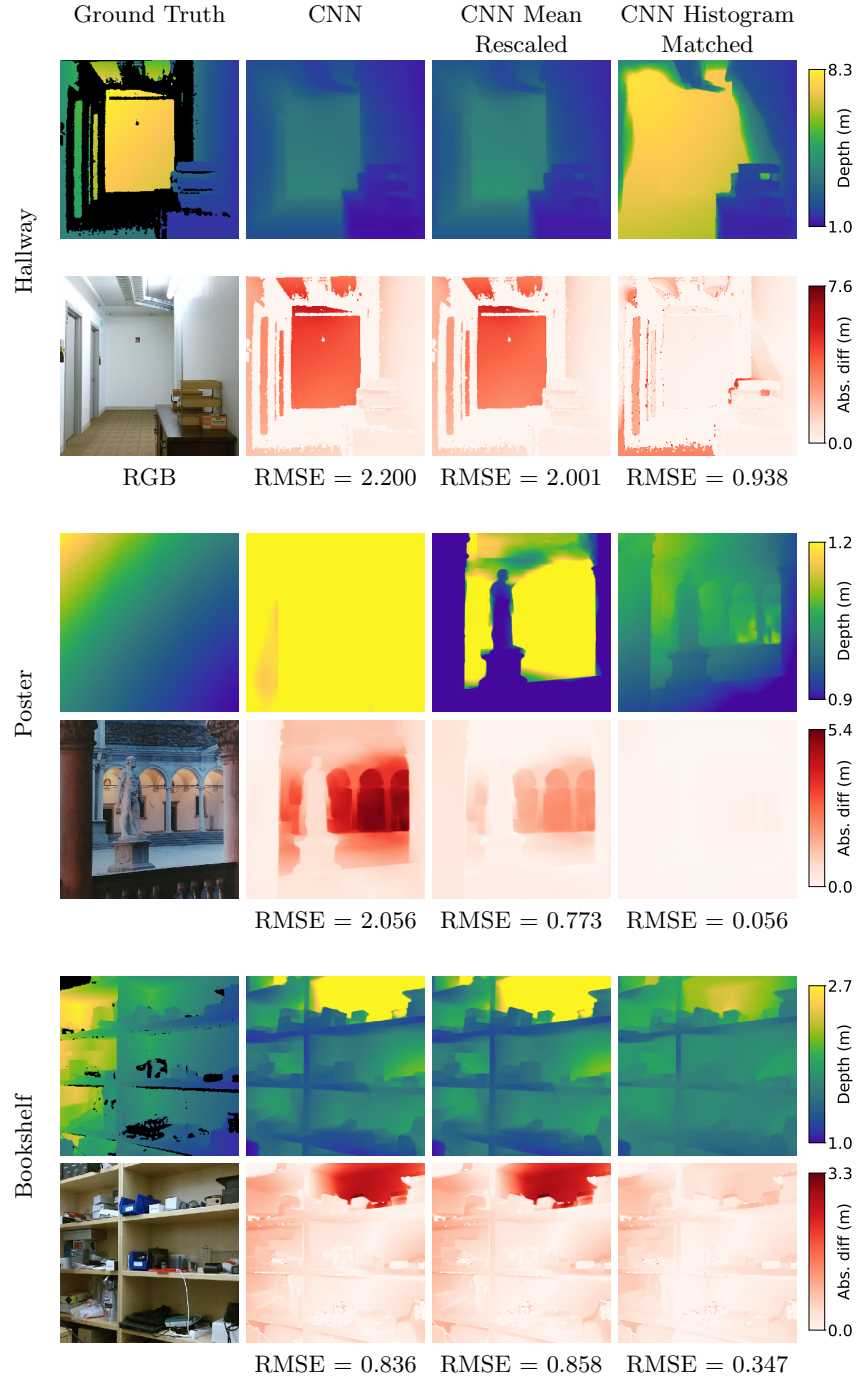 Ground Truth
CNN
CNN Mean
Rescaled
CNN Histogram
Matched
Hallway
8.3
Depth (m)
1.0
7.6
Abs. diff (m)
0.0
RGB
RMSE = 2.200
RMSE = 2.001
RMSE = 0.938
Poster
1.2
Depth (m)
0.9
5.4
Abs. diff (m)
0.0
RMSE = 2.056
RMSE = 0.773
RMSE = 0.056
Bookshelf
2.7
Depth (m)
1.0
3.3
Abs. diff (m)
0.0
RMSE = 0.836
RMSE = 0.858
RMSE = 0.347